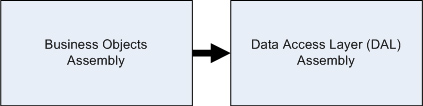 Business Objects
Assembly
Data Access Layer (DAL)
Assembly